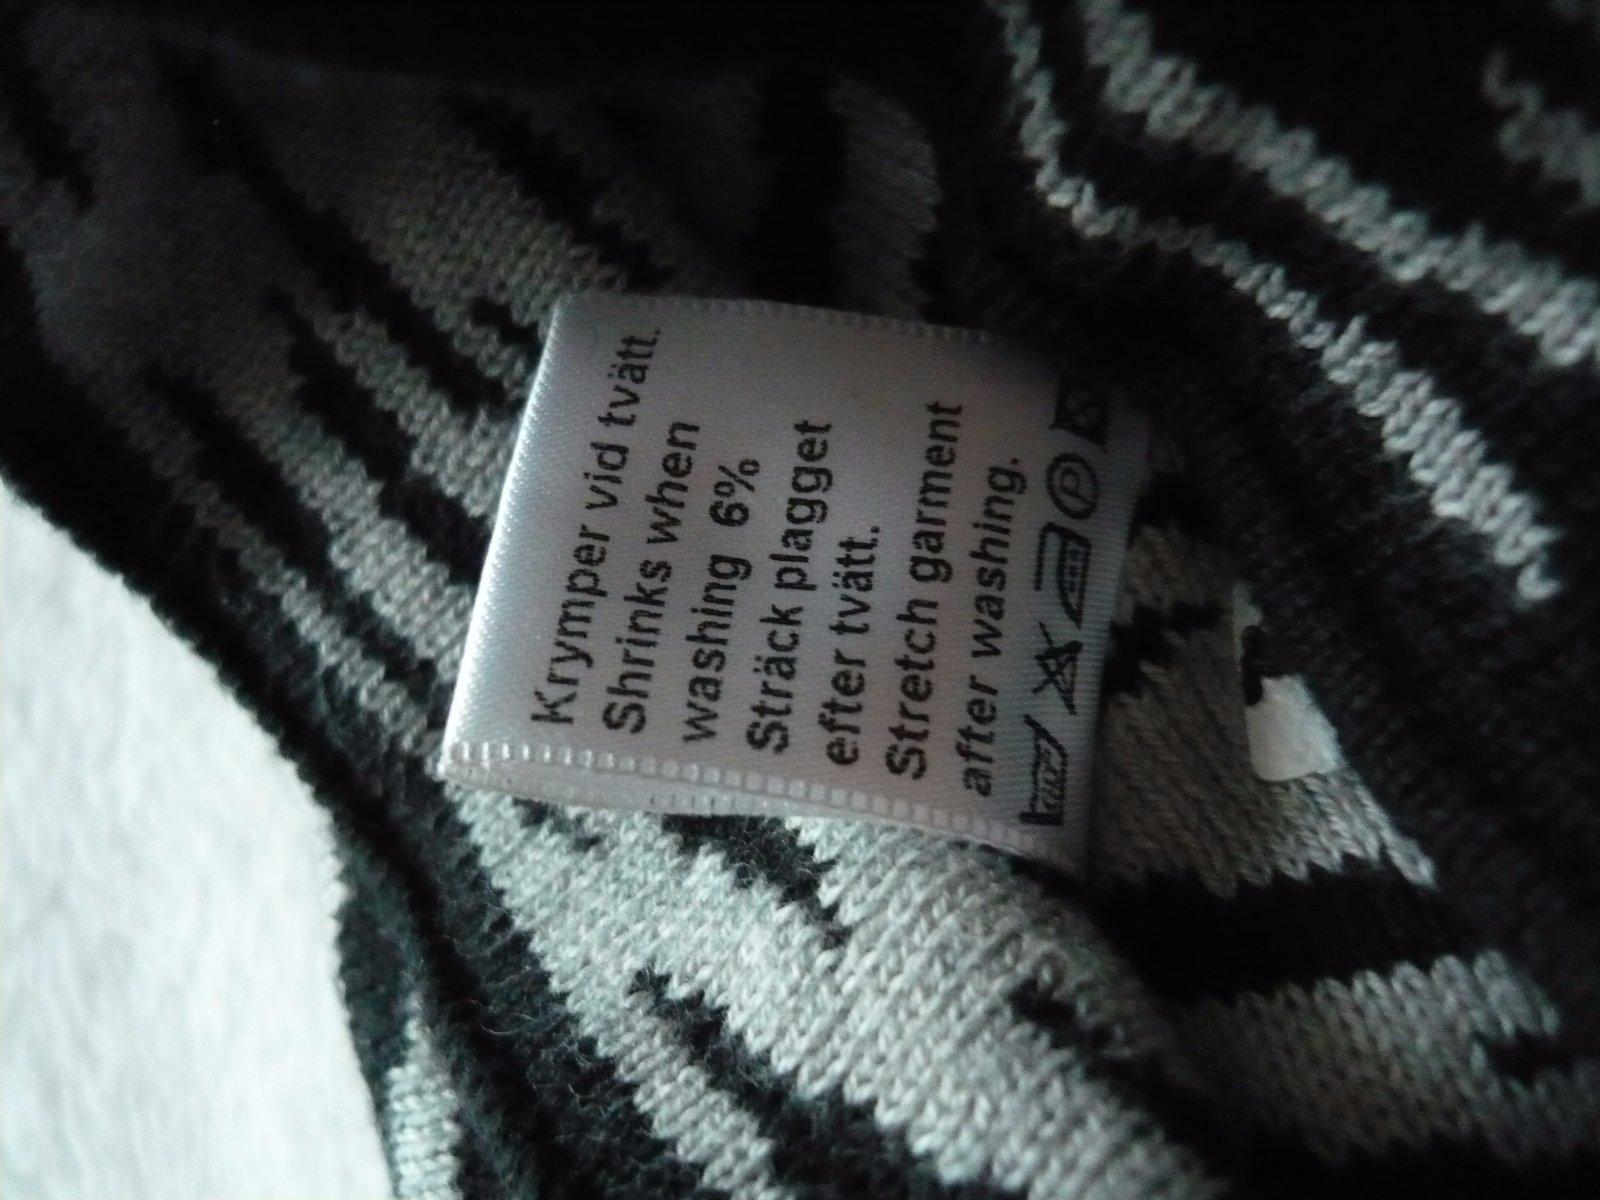 Krymper vid tvätt.
Shrinks when
washing 6%
Sträck plagget
efter tvätt.
Stretch garment
after washing.
P